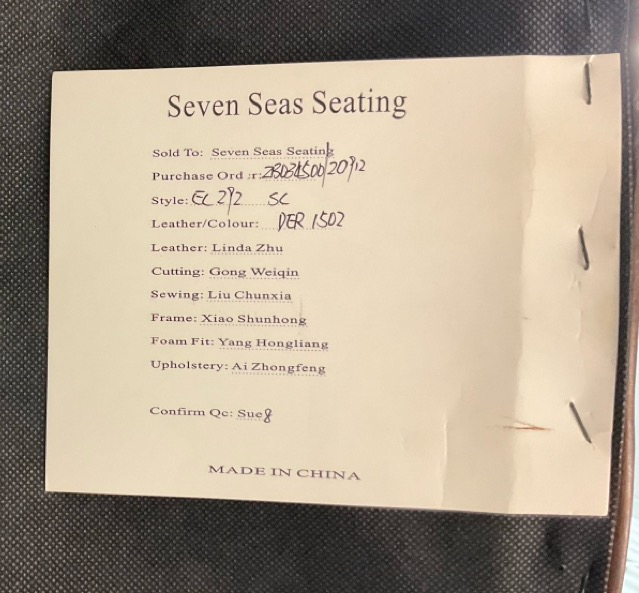 Seven Seas Seating
Sold To: Seven Seas Seating
Purchase Ord :r: /20912
Style: EL 292 SC
Leather/Colour: DER 1502
Leather: Linda Zhu
Cutting: Gong Weiqin
Sewing: Liu Chunxia
Frame: Xiao Shunhong
Foam Fit: Yang Hongliang
Upholstery: Ai Zhongfeng
Confirm Qc: Sue8
MADE IN CHINA